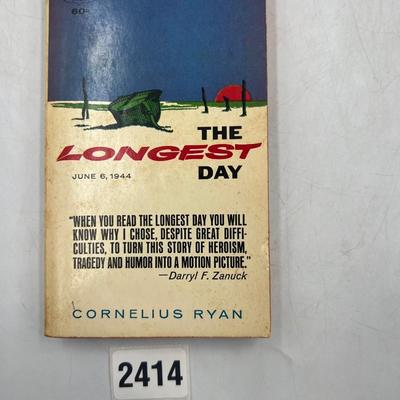 60¢
THE
LONGEST
DAY
JUNE 6, 1944
"WHEN YOU READ THE LONGEST DAY YOU WILL
KNOW WHY I CHOSE, DESPITE GREAT DIFFI-
CULTIES, TO TURN THIS STORY OF HEROISM,
TRAGEDY AND HUMOR INTO A MOTION PICTURE."
—Darryl F. Zanuck
CORNELIUS RYAN
2414